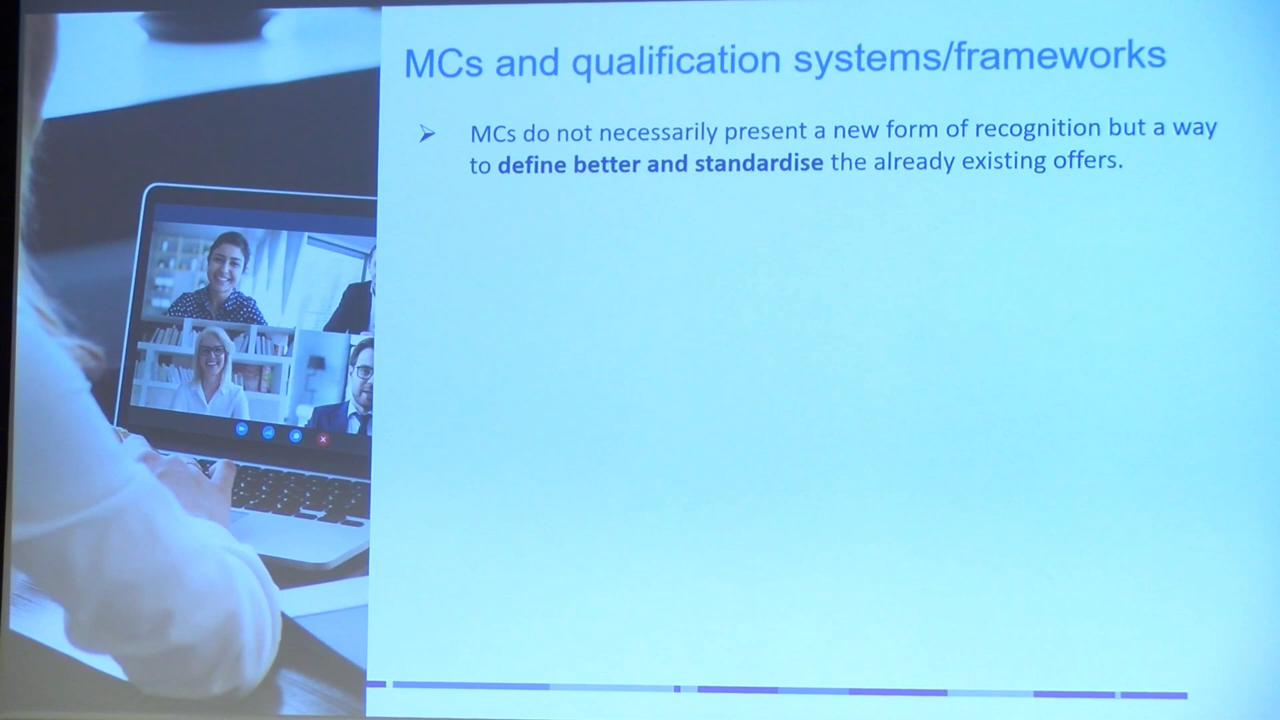 MCs and qualification systems/frameworks
➢ MCs do not necessarily present a new form of recognition but a way
to define better and standardise the already existing offers.